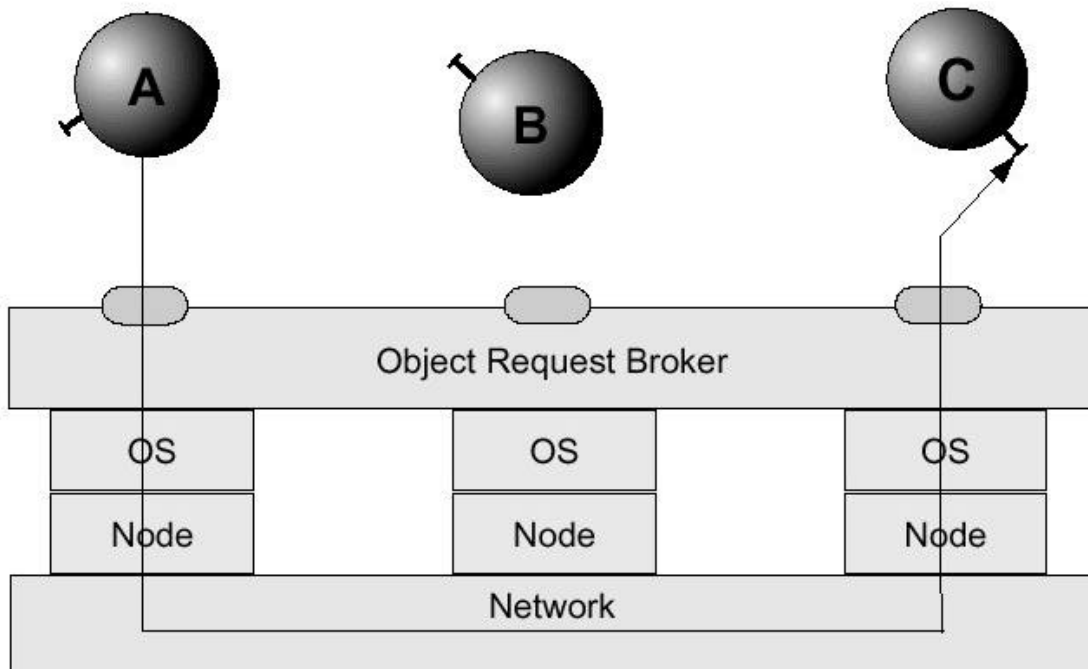 A
B
C
Object Request Broker
OS
OS
OS
Node
Node
Node
Network